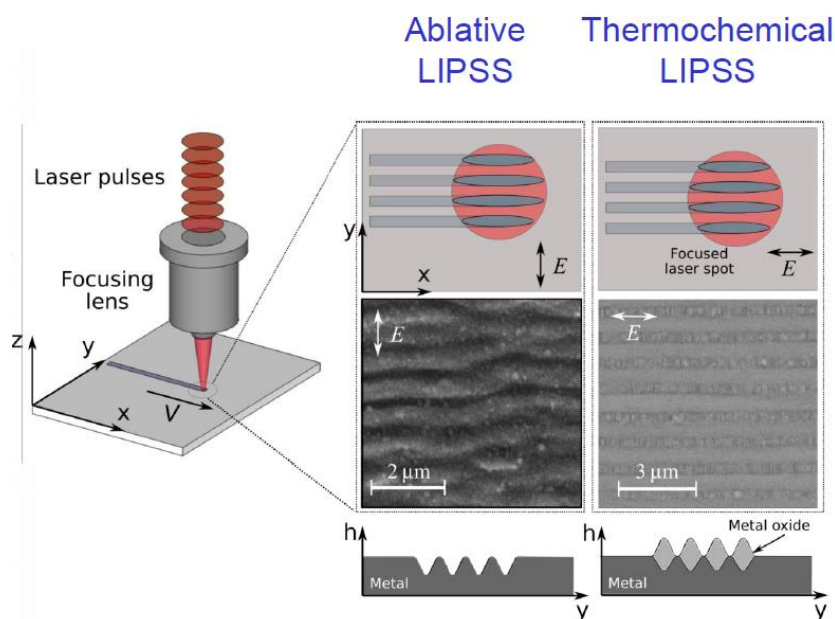 Ablative
LIPSS
Thermochemical
LIPSS
Laser pulses
Focusing
lens
z
y
x
V
y
x
E
Focused
laser spot
E
E
2 μm
E
3 μm
h
Metal
y
h
Metal oxide
Metal
y